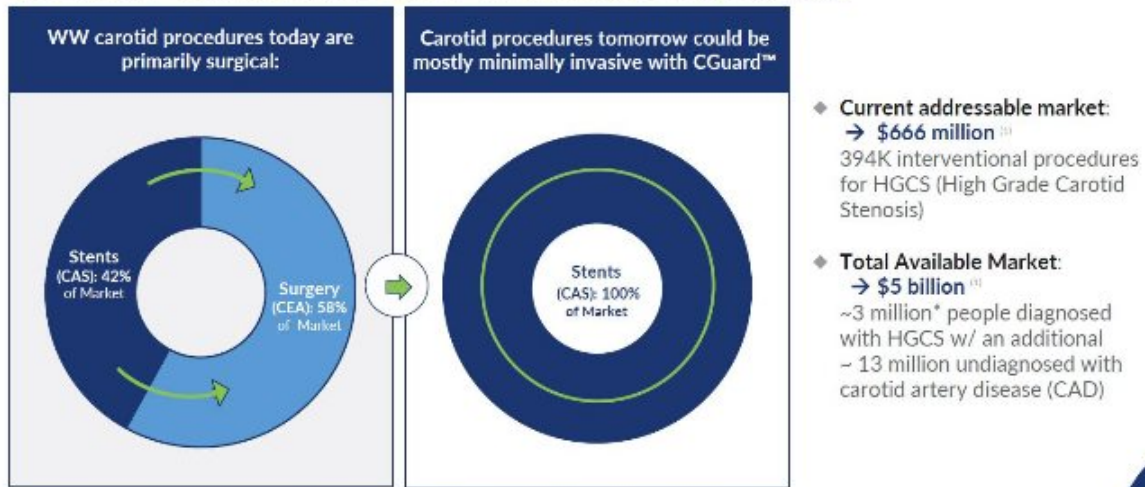 WW carotid procedures today are
primarily surgical:
Stents
(CAS): 42%
of Market
Surgery
(CEA): 58%
of Market
Carotid procedures tomorrow could be
mostly minimally invasive with CGuard™
Stents
(CAS): 100%
of Market
Current addressable market:
→ $666 million (1)
394K interventional procedures
for HGCS (High Grade Carotid
Stenosis)
Total Available Market:
→ $5 billion (1)
~3 million* people diagnosed
with HGCS w/ an additional
~ 13 million undiagnosed with
carotid artery disease (CAD)